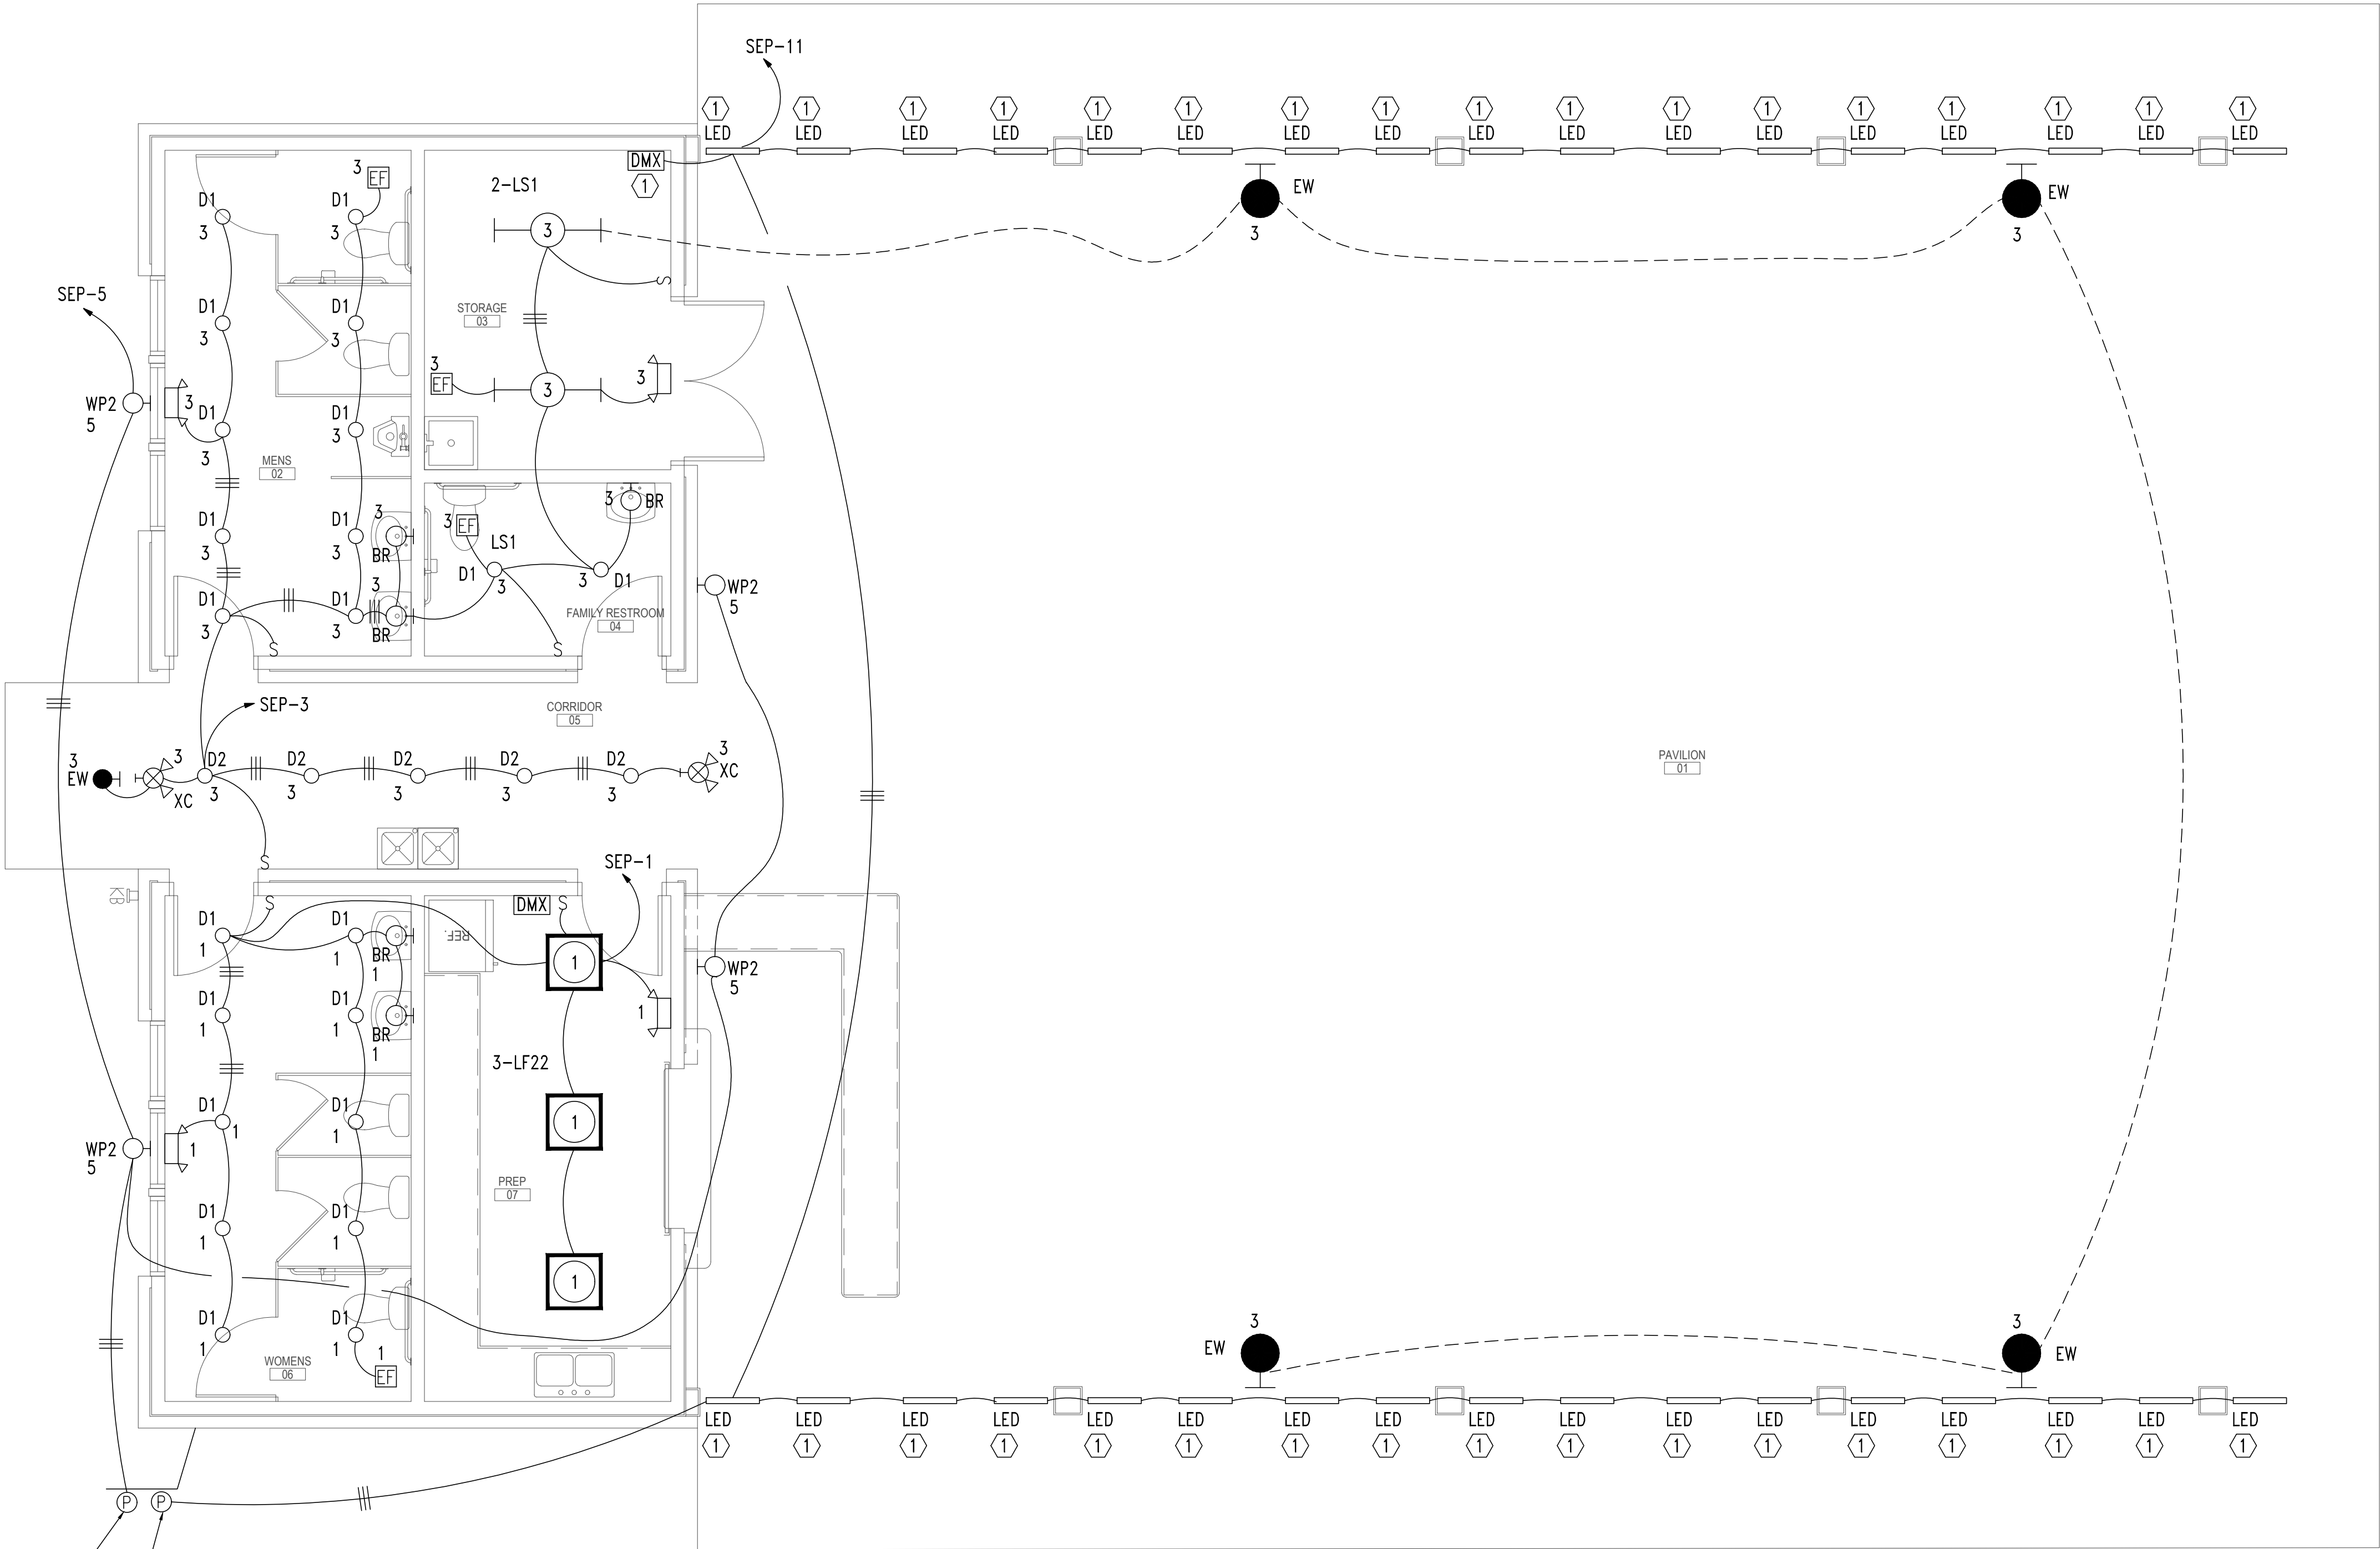 SEP-11
1 1 1 1 1 1 1 1 1 1 1 1 1 1 1 1 1
LED LED LED LED LED LED LED LED LED LED LED LED LED LED LED LED LED
DMX
1
3
EF
2-LS1
EW
EW
D1
D1
3
3
3
3
3
SEP-5
D1
D1
3
3
STORAGE
03
S
3
3
EF
3
3
WP2
5
3
D1
D1
3
3
MENS
02
3
BR
3
EF
D1
D1
3
3
3
BR
LS1
D1
3
3
D1
WP2
5
D1
D1
3
3
3
BR
FAMILY RESTROOM
04
S
S
SEP-3
CORRIDOR
05
3
EW
3
XC
D2
D2
D2
D2
D2
3
3
3
3
3
3
XC
PAVILION
01
S
SEP-1
KB
DMX
S
S
D1
D1
1
1
BR
1
REF.
1
WP2
5
D1
D1
1
1
BR
1
1
3-LF22
D1
D1
1
1
1
1
WP2
5
PREP
07
D1
D1
1
1
1
D1
D1
1
1
1
EF
WOMENS
06
3
EW
3
EW
LED LED LED LED LED LED LED LED LED LED LED LED LED LED LED LED LED
1 1 1 1 1 1 1 1 1 1 1 1 1 1 1 1 1
P
P